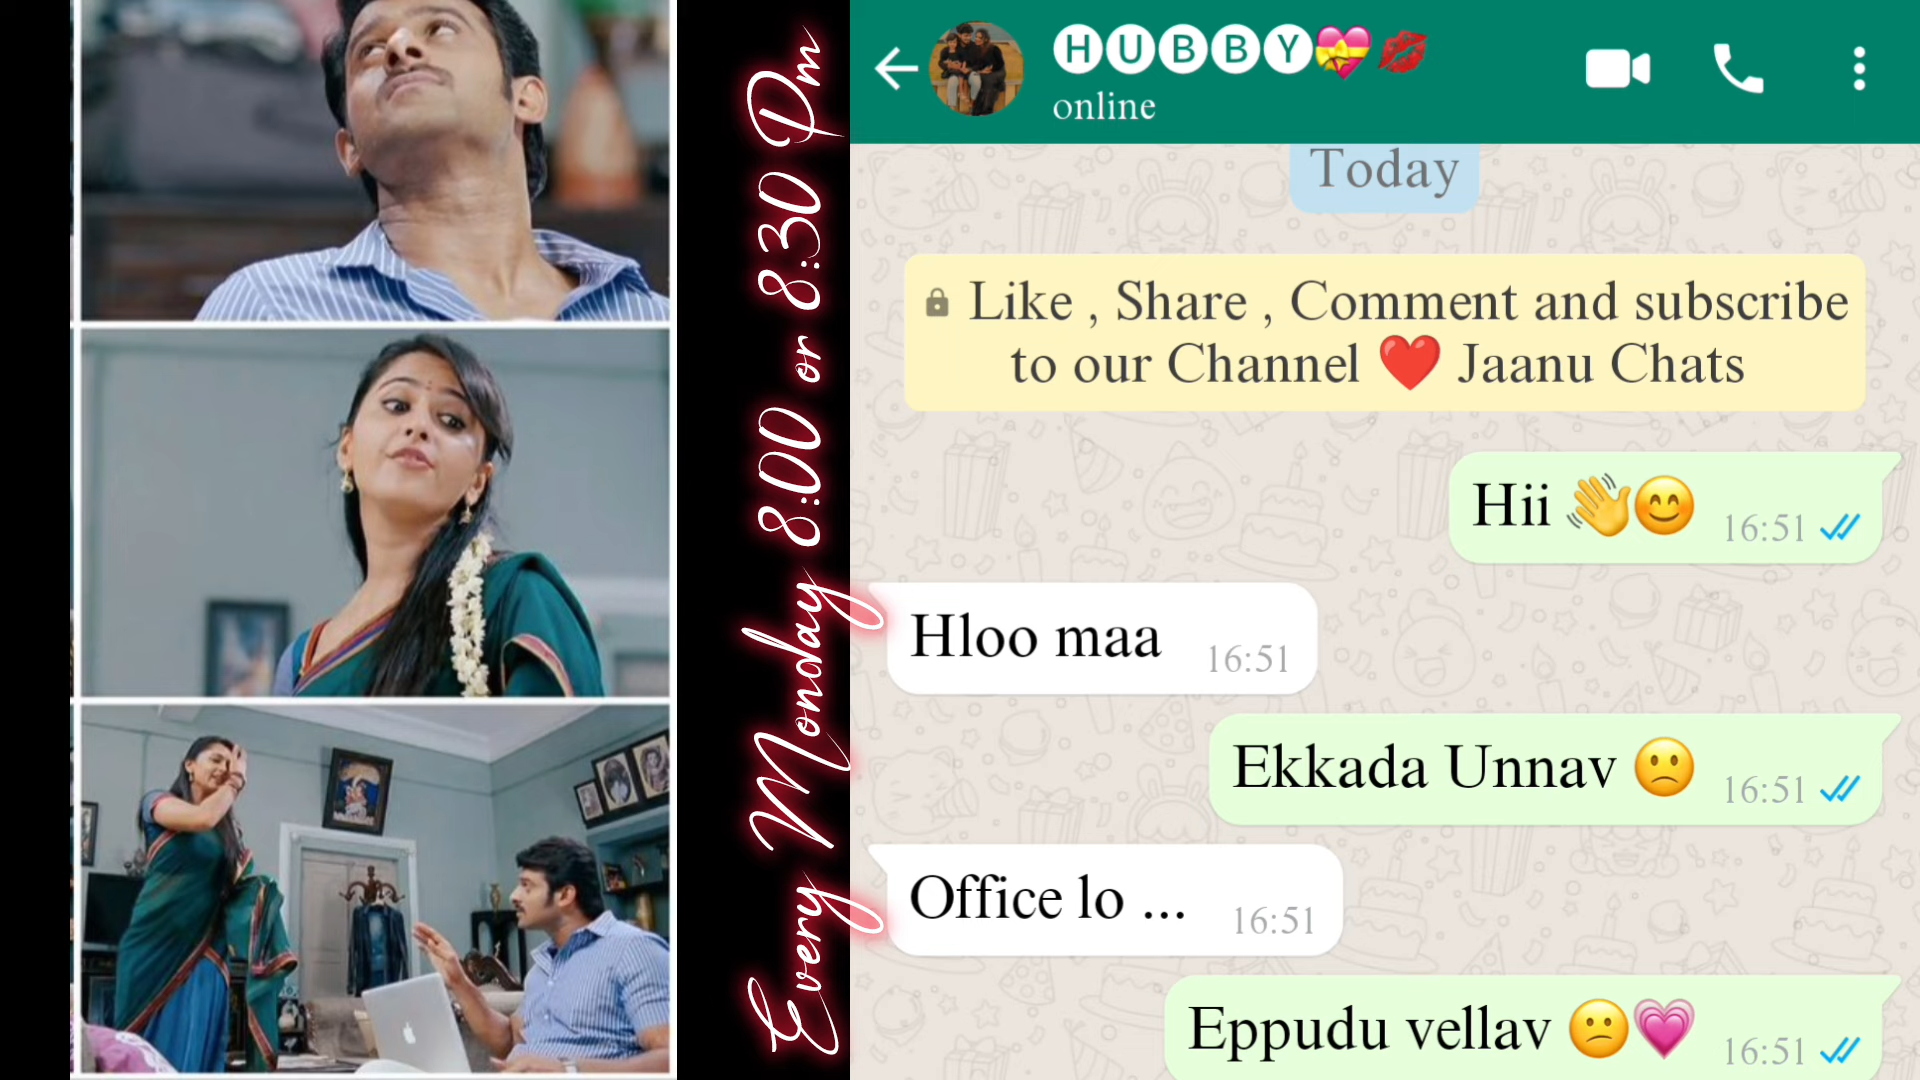 Every Monday 8:00 or 8:30 Pm
🅗🅤🅑🅑🅨💝💋
online
Today
Like , Share , Comment and subscribe
to our Channel ❤️ Jaanu Chats
Hii 👋😊 16:51
Hloo maa 16:51
Ekkada Unnav 🙁 16:51
Office lo ... 16:51
Eppudu vellav 😕💗 16:51